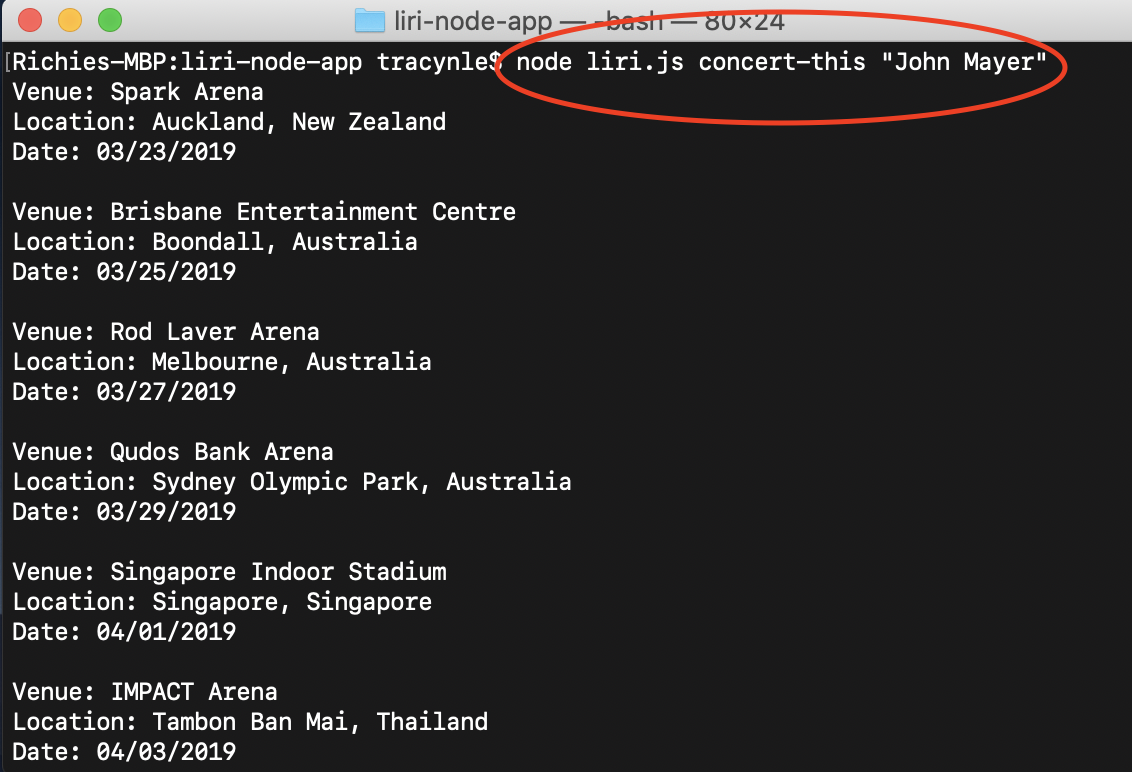 liri-node-app — -bash — 80×24
[Richies-MBP:liri-node-app tracynle$ node liri.js concert-this "John Mayer"
Venue: Spark Arena
Location: Auckland, New Zealand
Date: 03/23/2019
Venue: Brisbane Entertainment Centre
Location: Boondall, Australia
Date: 03/25/2019
Venue: Rod Laver Arena
Location: Melbourne, Australia
Date: 03/27/2019
Venue: Qudos Bank Arena
Location: Sydney Olympic Park, Australia
Date: 03/29/2019
Venue: Singapore Indoor Stadium
Location: Singapore, Singapore
Date: 04/01/2019
Venue: IMPACT Arena
Location: Tambon Ban Mai, Thailand
Date: 04/03/2019